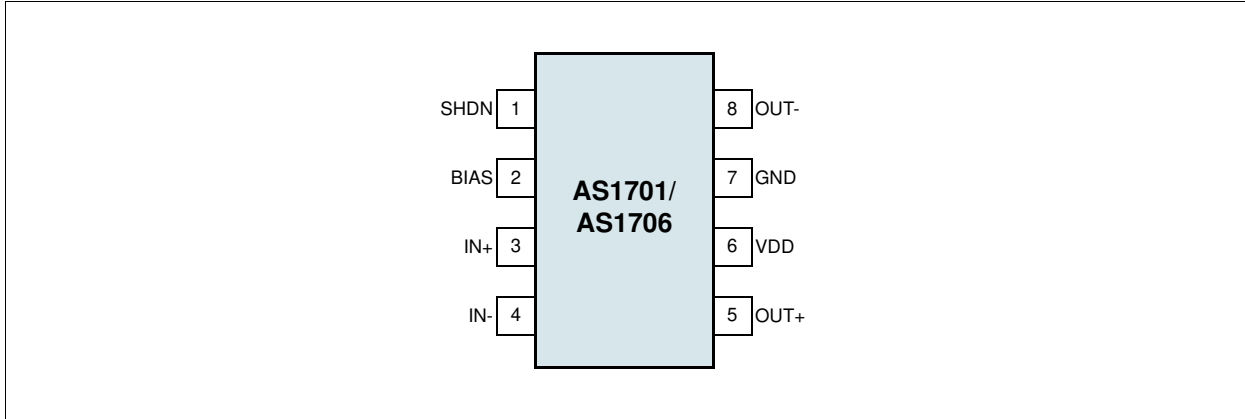 SHDN 1 8 OUT-
BIAS 2 7 GND
AS1701/
AS1706
IN+ 3 6 VDD
IN- 4 5 OUT+